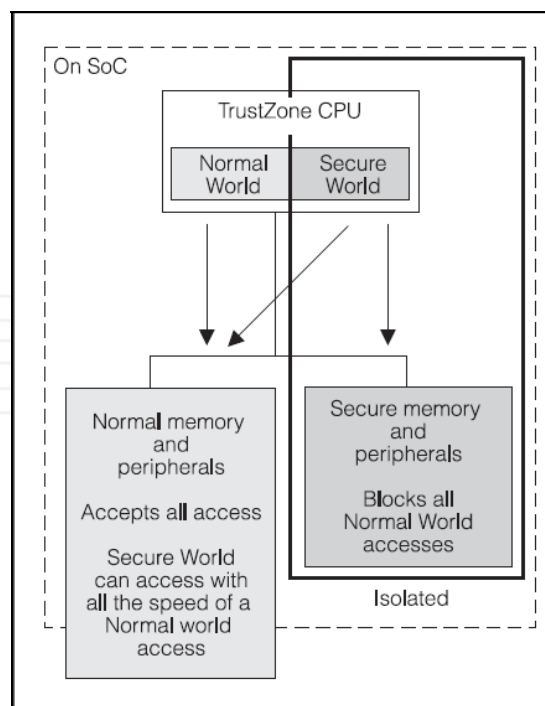 On SoC
TrustZone CPU
Normal
World
Secure
World
Normal memory
and
peripherals
Accepts all access
Secure World
can access with
all the speed of a
Normal world
access
Secure memory
and
peripherals
Blocks all
Normal World
accesses
Isolated